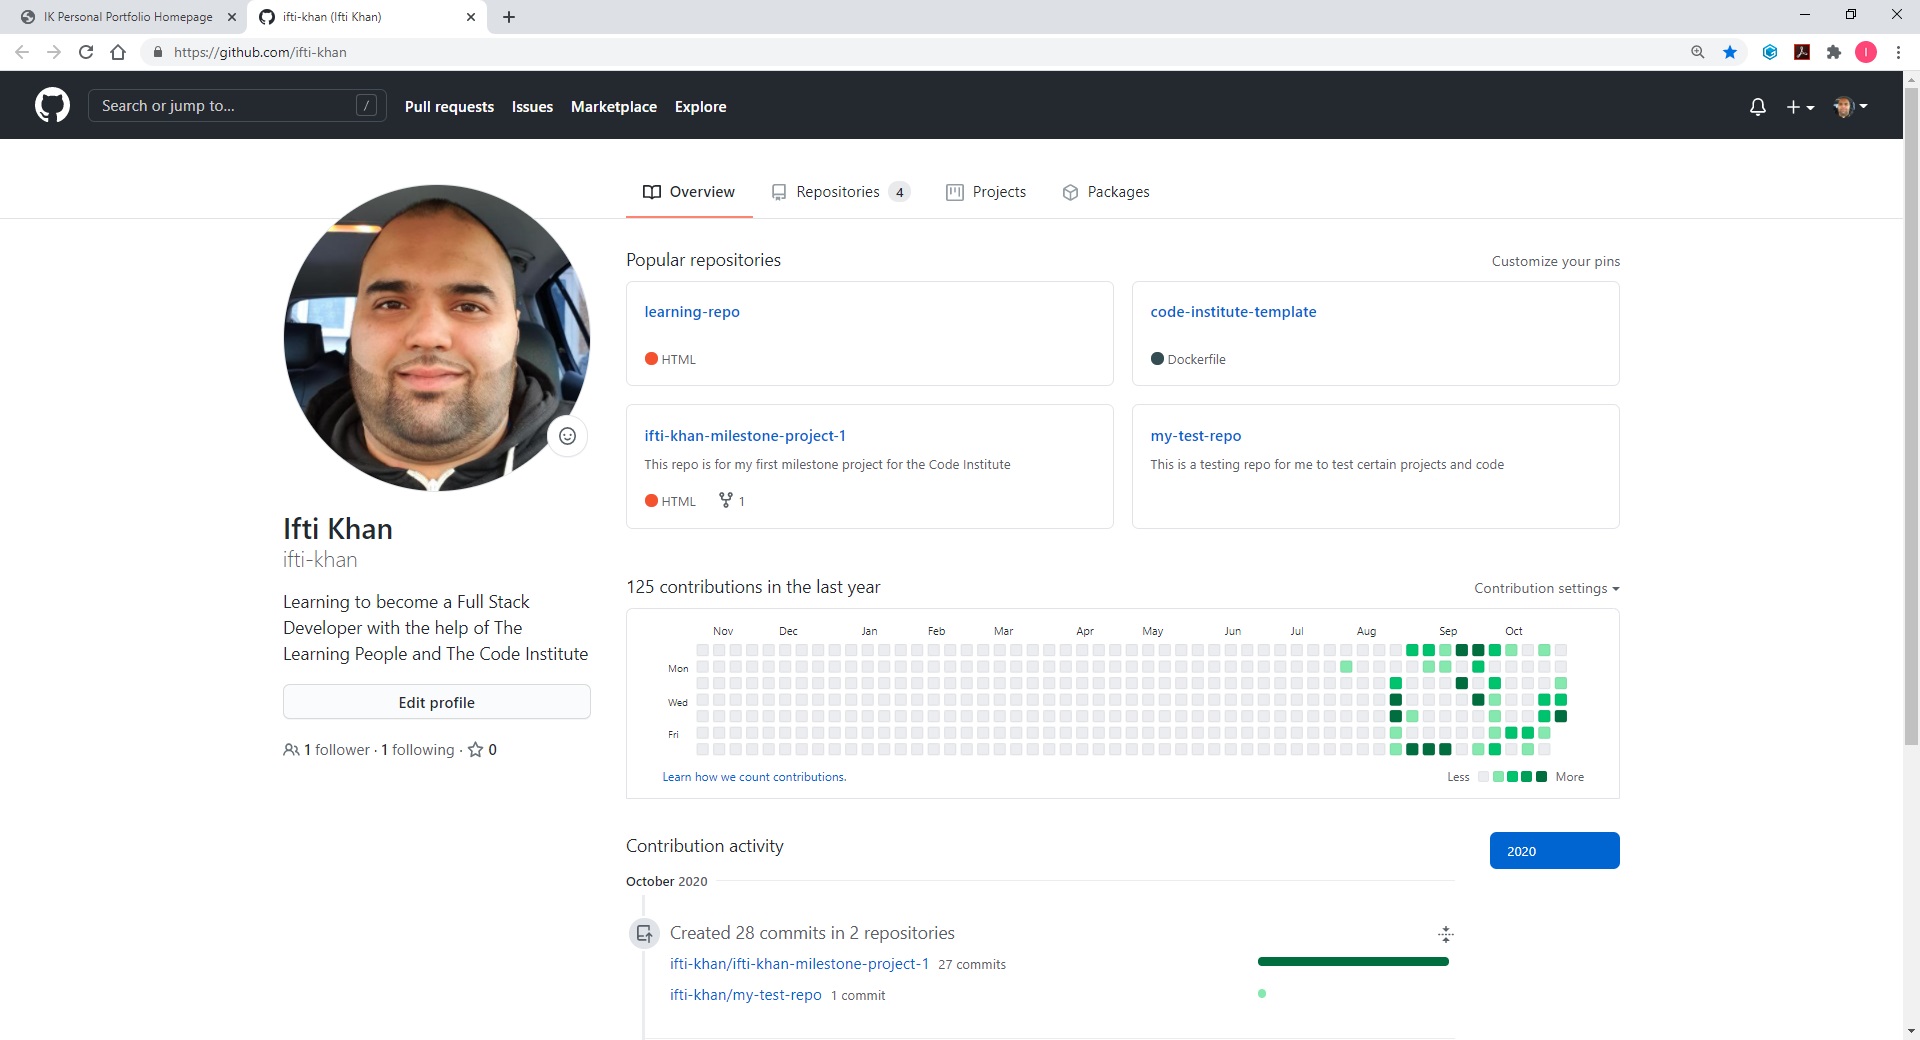 IK Personal Portfolio Homepage
ifti-khan (Ifti Khan)
https://github.com/ifti-khan
I
Search or jump to...
/
Pull requests
Issues
Marketplace
Explore
Overview
Repositories 4
Projects
Packages
Popular repositories
Customize your pins
learning-repo
HTML
code-institute-template
Dockerfile
ifti-khan-milestone-project-1
This repo is for my first milestone project for the Code Institute
HTML 1
my-test-repo
This is a testing repo for me to test certain projects and code
Ifti Khan
ifti-khan
Learning to become a Full Stack
Developer with the help of The
Learning People and The Code Institute
Edit profile
1 follower · 1 following · 0
125 contributions in the last year
Contribution settings
Nov Dec Jan Feb Mar Apr May Jun Jul Aug Sep Oct
Mon
Wed
Fri
Learn how we count contributions.
Less More
Contribution activity
2020
October 2020
Created 28 commits in 2 repositories
ifti-khan/ifti-khan-milestone-project-1 27 commits
ifti-khan/my-test-repo 1 commit